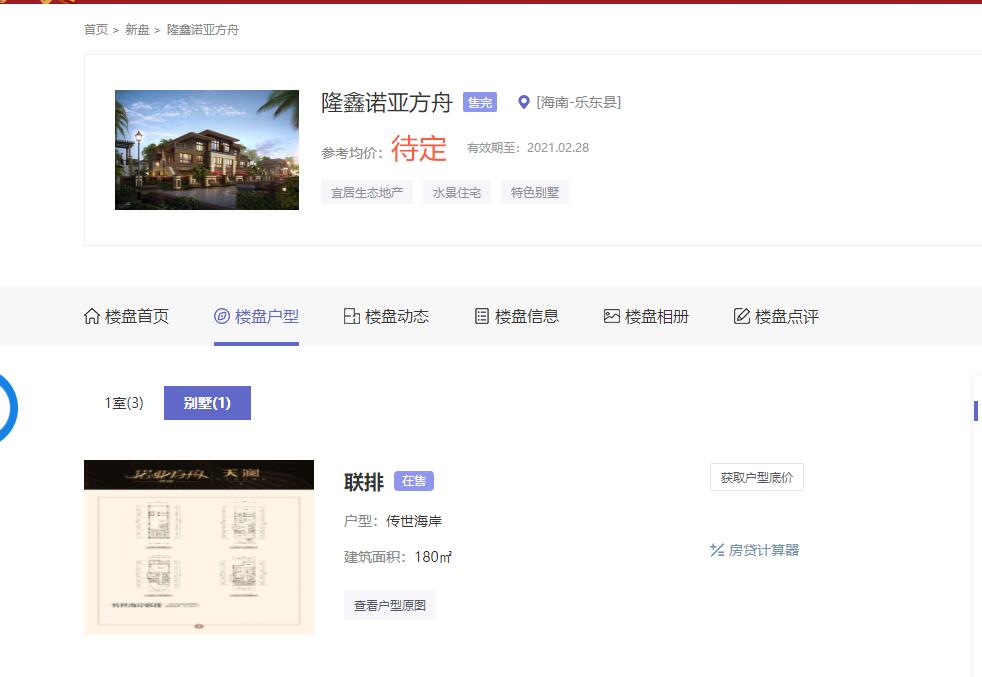 首页 > 新盘 > 隆鑫诺亚方舟
隆鑫诺亚方舟 售完 [海南-乐东县]
参考均价: 待定 有效期至: 2021.02.28
宜居生态地产 水景住宅 特色别墅
楼盘首页 楼盘户型 楼盘动态 楼盘信息 楼盘相册 楼盘点评
1室(3) 别墅(1)
诺亚方舟 天澜
联排 在售 获取户型底价
户型: 传世海岸
建筑面积: 180㎡ 房贷计算器
查看户型原图
传世海岸联排